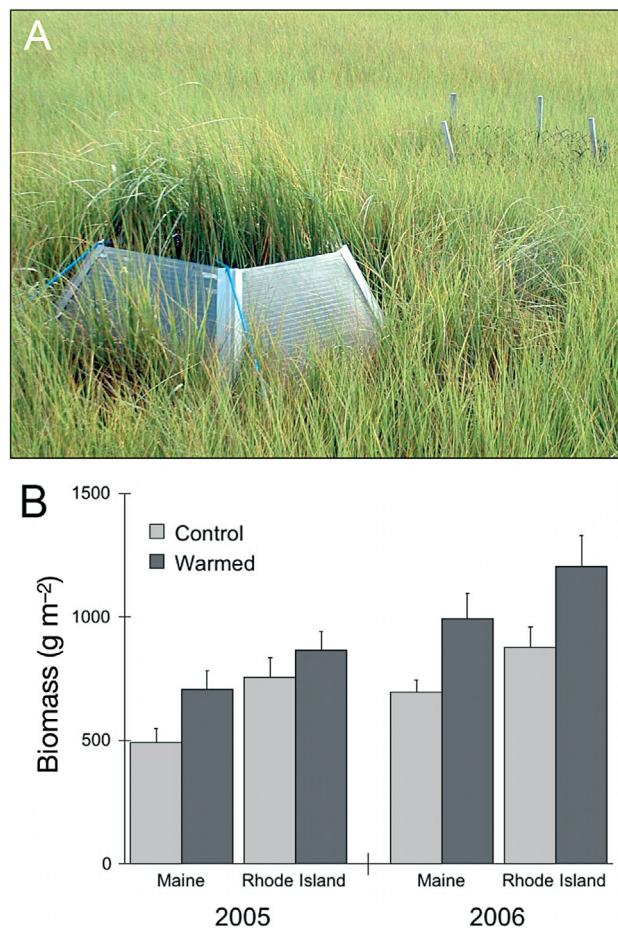 A
B
1500
1000
500
0
Biomass (g m⁻²)
Control
Warmed
Maine Rhode Island Maine Rhode Island
2005 2006